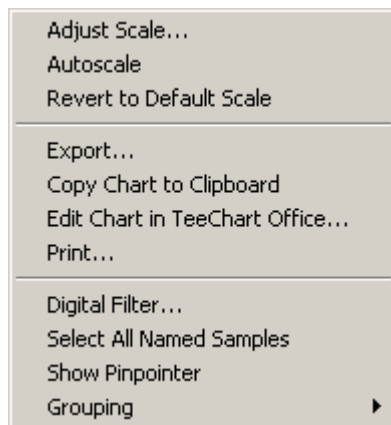 Adjust Scale...
Autoscale
Revert to Default Scale
Export...
Copy Chart to Clipboard
Edit Chart in TeeChart Office...
Print...
Digital Filter...
Select All Named Samples
Show Pinpointer
Grouping